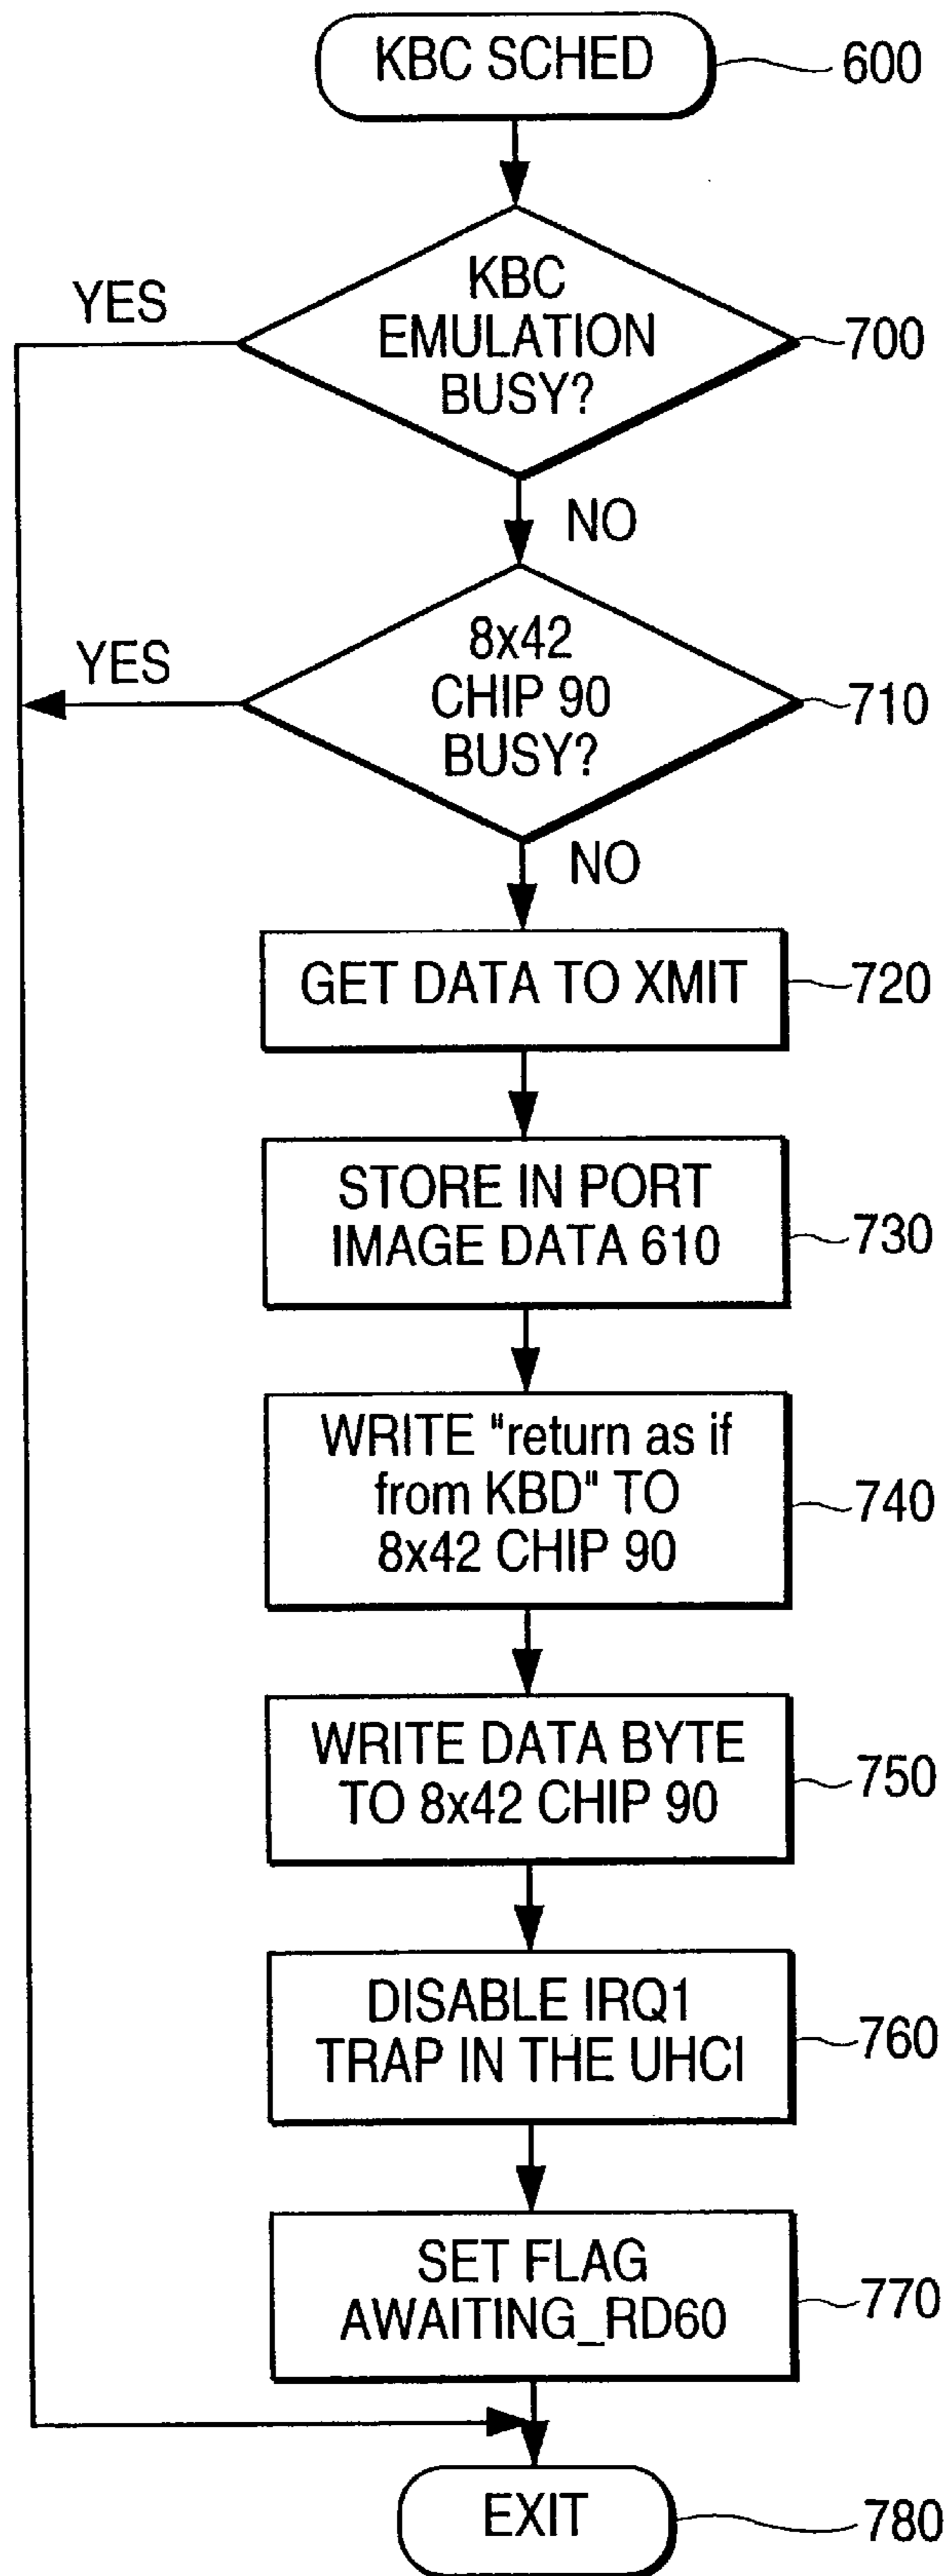 KBC SCHED
600
KBC
EMULATION
BUSY?
700
YES
NO
8x42
CHIP 90
BUSY?
710
YES
NO
GET DATA TO XMIT
720
STORE IN PORT
IMAGE DATA 610
730
WRITE "return as if
from KBD" TO
8x42 CHIP 90
740
WRITE DATA BYTE
TO 8x42 CHIP 90
750
DISABLE IRQ1
TRAP IN THE UHCI
760
SET FLAG
AWAITING_RD60
770
EXIT
780